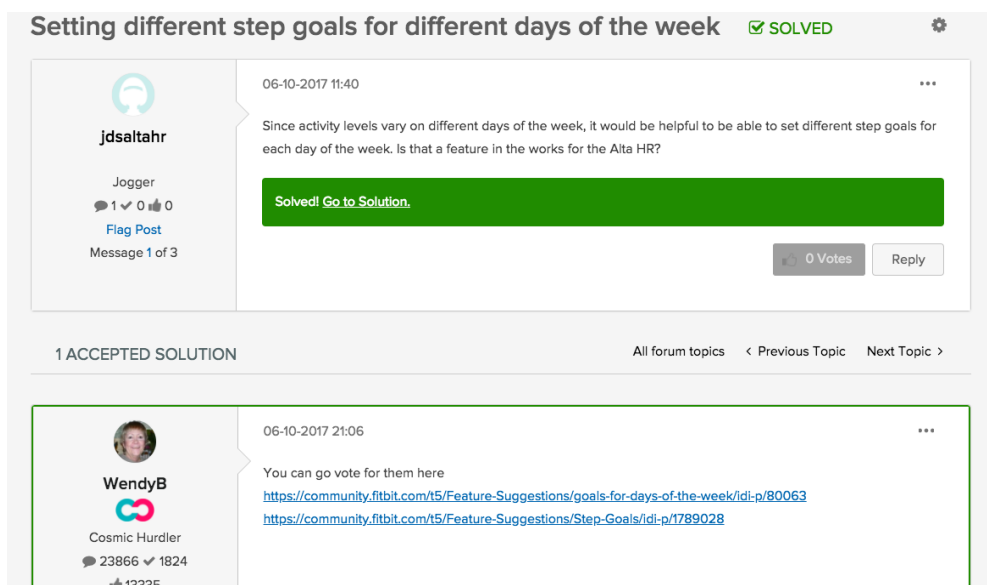 Setting different step goals for different days of the week SOLVED
06-10-2017 11:40
jdsaltahr
Jogger
1 0 0
Flag Post
Message 1 of 3
Since activity levels vary on different days of the week, it would be helpful to be able to set different step goals for
each day of the week. Is that a feature in the works for the Alta HR?
Solved! Go to Solution.
0 Votes Reply
1 ACCEPTED SOLUTION All forum topics < Previous Topic Next Topic >
06-10-2017 21:06
WendyB
Cosmic Hurdler
23866 1824
13335
You can go vote for them here
https://community.fitbit.com/t5/Feature-Suggestions/goals-for-days-of-the-week/idi-p/80063
https://community.fitbit.com/t5/Feature-Suggestions/Step-Goals/idi-p/1789028